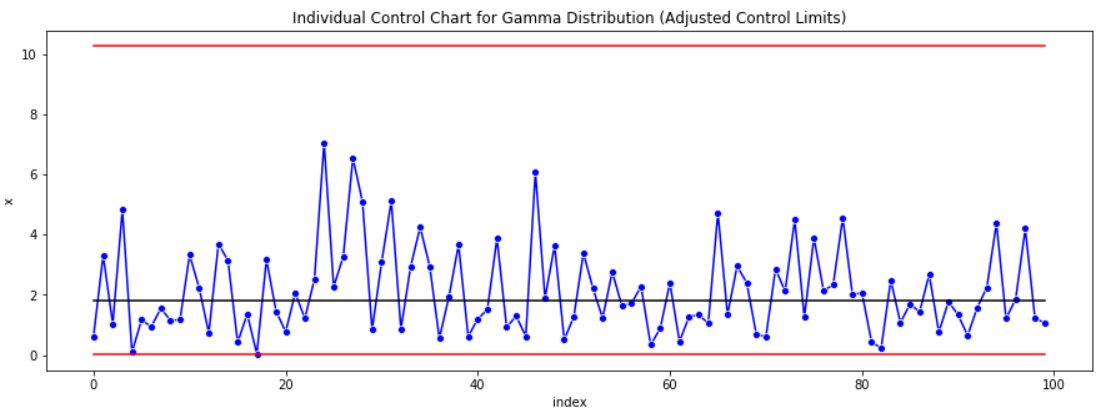 Individual Control Chart for Gamma Distribution (Adjusted Control Limits)
10
8
6
4
2
0
x
0 20 40 60 80 100
index